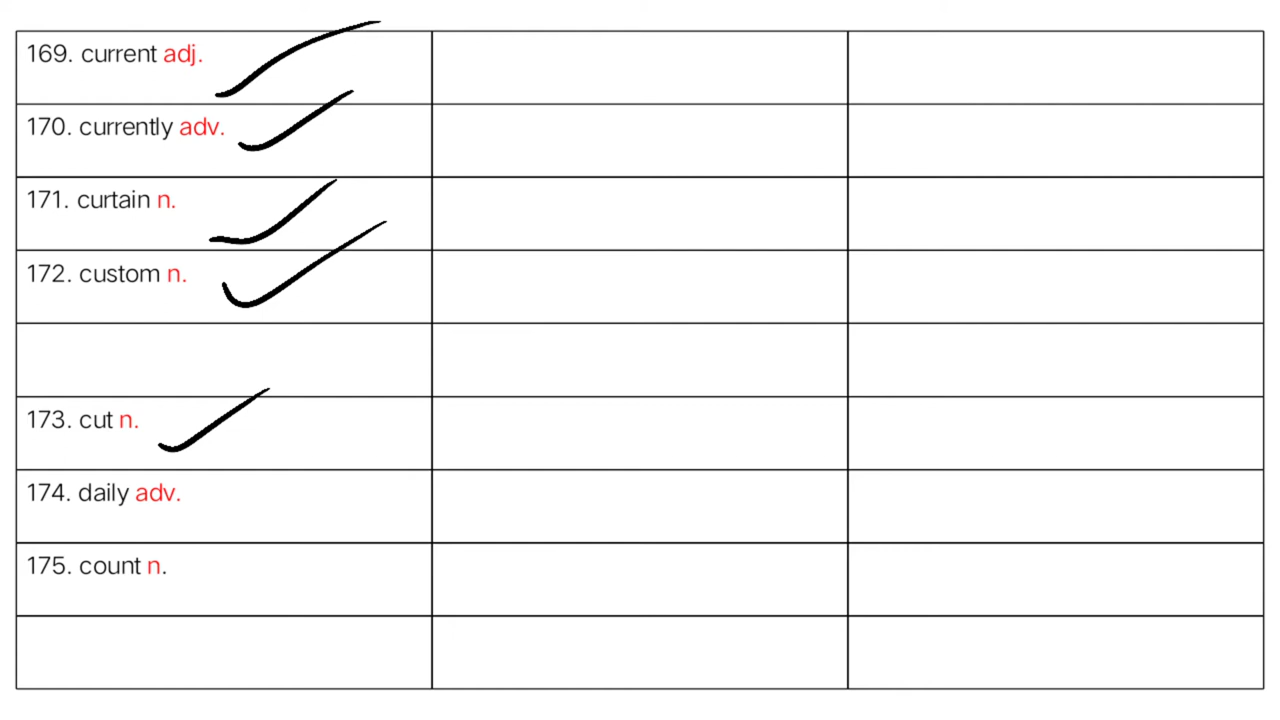 169. current adj.
170. currently adv.
171. curtain n.
172. custom n.
173. cut n.
174. daily adv.
175. count n.